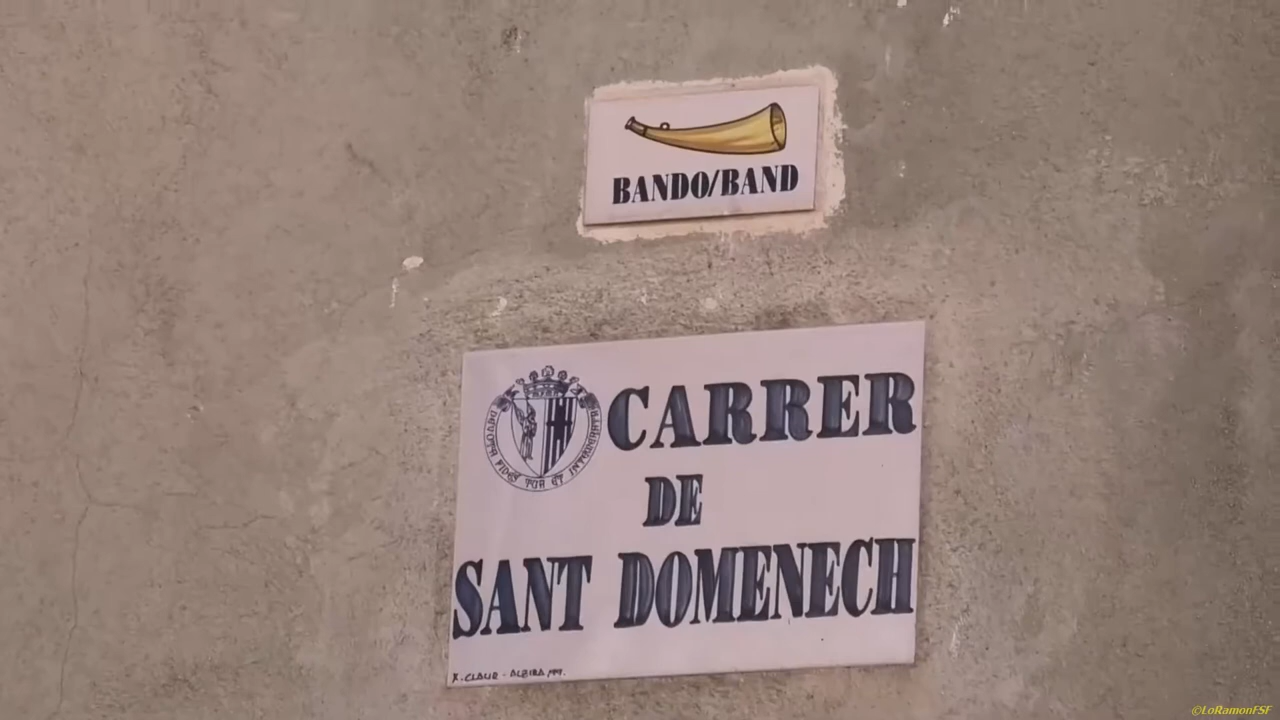 BANDO/BAND
CARRER
DE
SANT DOMENECH
©LoRamonFSF